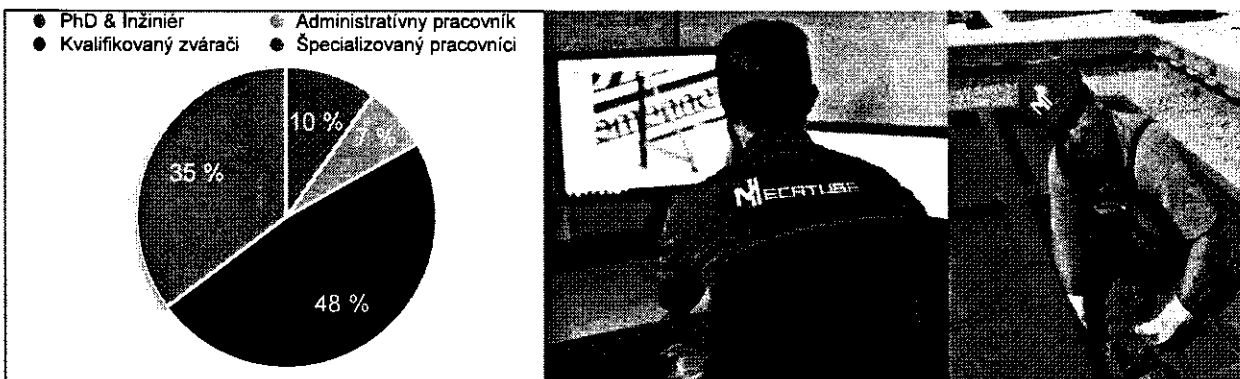 PhD & Inžiniér
Administratívny pracovník
Kvalifikovaný zvárači
Špecializovaný pracovníci
10 %
7 %
35 %
48 %
MECATUBE
M